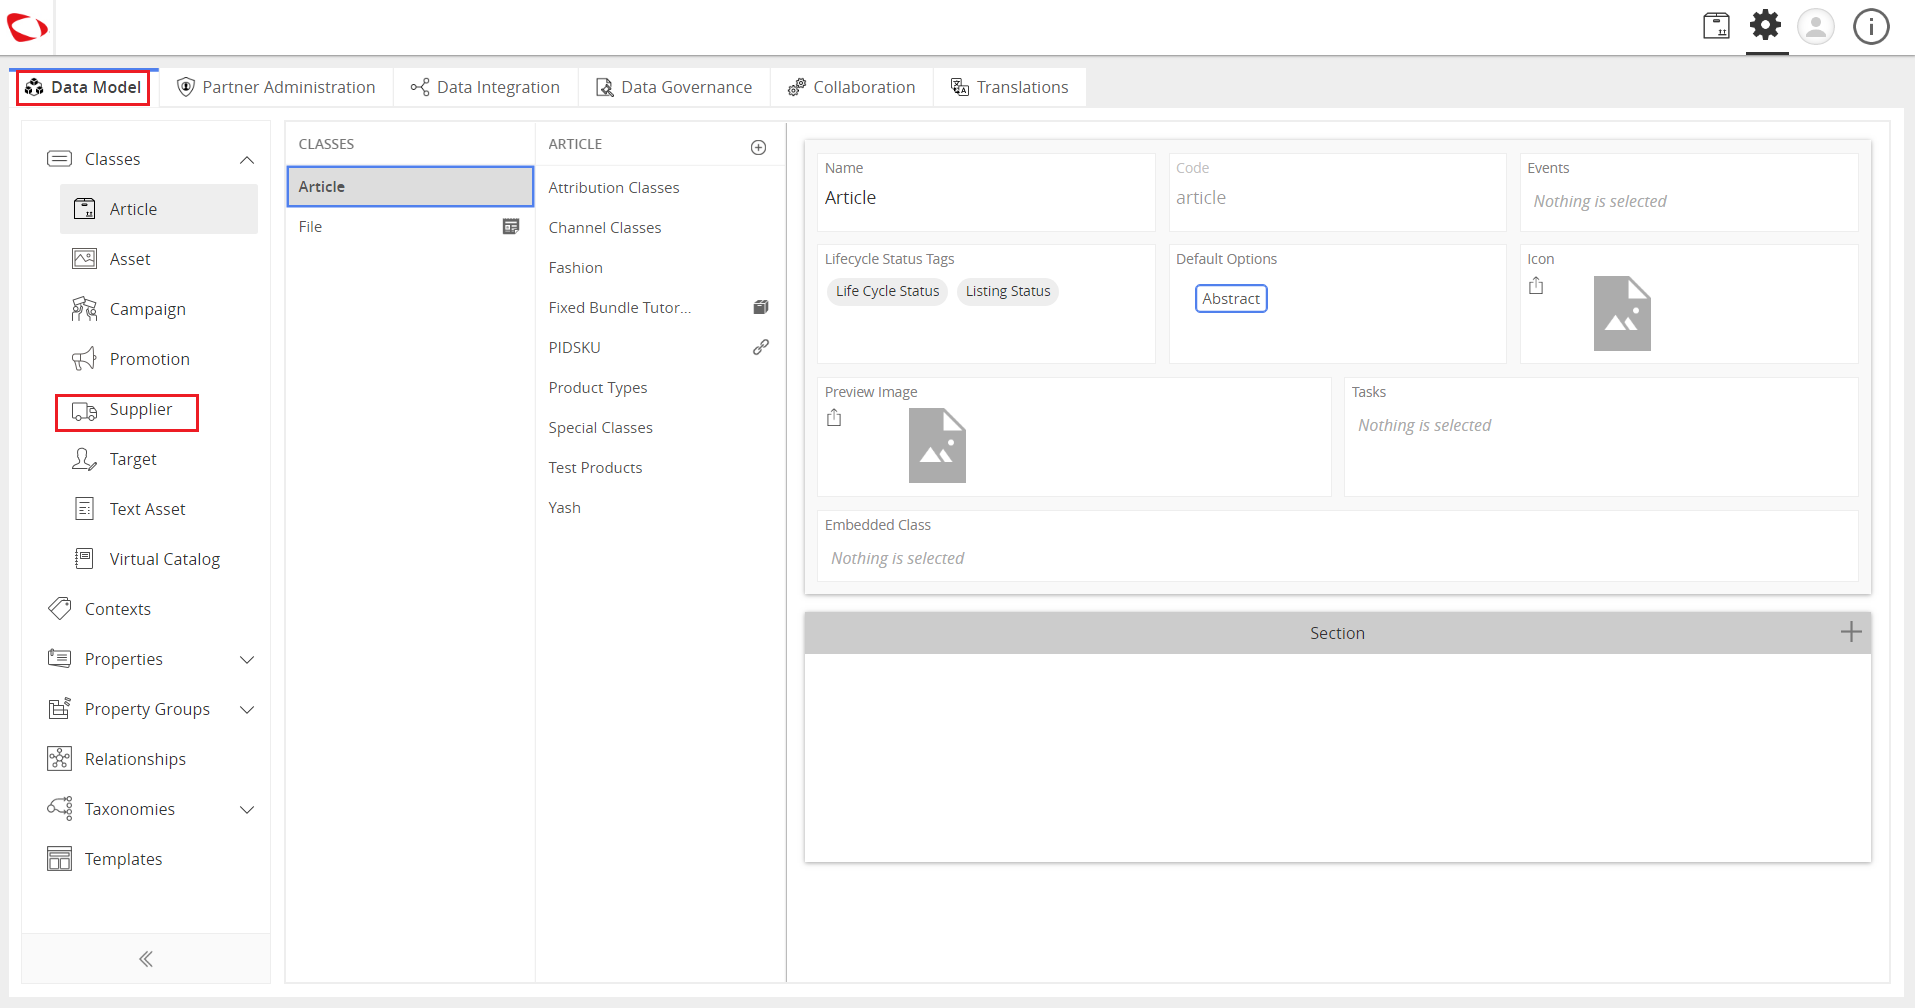 Data Model
Partner Administration
Data Integration
Data Governance
Collaboration
Translations
Classes
Article
Asset
Campaign
Promotion
Supplier
Target
Text Asset
Virtual Catalog
Contexts
Properties
Property Groups
Relationships
Taxonomies
Templates
CLASSES
Article
File
ARTICLE
Attribution Classes
Channel Classes
Fashion
Fixed Bundle Tutor...
PIDSKU
Product Types
Special Classes
Test Products
Yash
Name
Article
Code
article
Events
Nothing is selected
Lifecycle Status Tags
Life Cycle Status
Listing Status
Default Options
Abstract
Icon
Preview Image
Tasks
Nothing is selected
Embedded Class
Nothing is selected
Section